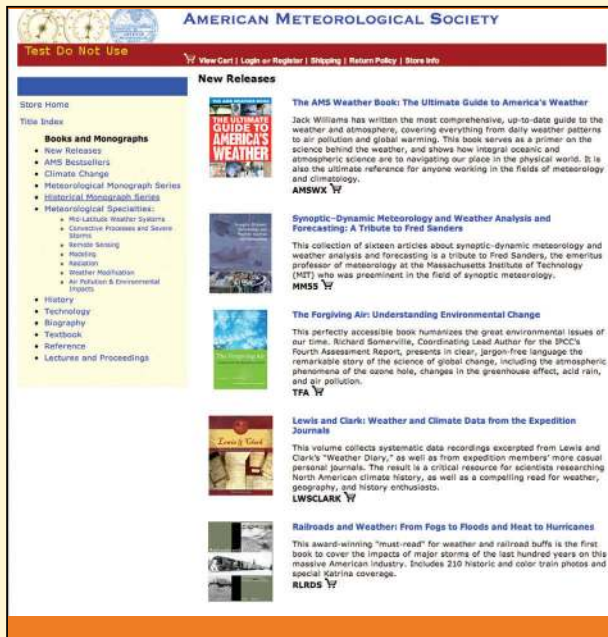 AMERICAN METEOROLOGICAL SOCIETY
Test Do Not Use
View Cart | Login or Register | Shipping | Return Policy | Store Info
New Releases
Store Home
Title Index
Books and Monographs
• New Releases
• AMS Bestsellers
• Climate Change
• Meteorological Monograph Series
• Historical Monograph Series
• Meteorological Specialties:
• Mid-Latitude Weather Systems
• Convective Processes and Severe
Storms
• Remote Sensing
• Modeling
• Radiation
• Weather Modification
• Air Pollution & Environmental
Impacts
• History
• Technology
• Biography
• Textbook
• Reference
• Lectures and Proceedings
THE AMS WEATHER BOOK
THE ULTIMATE
GUIDE TO
AMERICA'S
WEATHER
The AMS Weather Book: The Ultimate Guide to America's Weather
Jack Williams has written the most comprehensive, up-to-date guide to the
weather and atmosphere, covering everything from daily weather patterns
to air pollution and global warming. This book serves as a primer on the
science behind the weather, and shows how integral oceanic and
atmospheric science are to navigating our place in the physical world. It is
also the ultimate reference for anyone working in the fields of meteorology
and climatology.
AMSWX
Synoptic–Dynamic Meteorology and Weather Analysis and
Forecasting: A Tribute to Fred Sanders
This collection of sixteen articles about synoptic-dynamic meteorology and
weather analysis and forecasting is a tribute to Fred Sanders, the emeritus
professor of meteorology at the Massachusetts Institute of Technology
(MIT) who was preeminent in the field of synoptic meteorology.
MM55
The Forgiving Air
The Forgiving Air: Understanding Environmental Change
This perfectly accessible book humanizes the great environmental issues of
our time. Richard Somerville, Coordinating Lead Author for the IPCC's
Fourth Assessment Report, presents in clear, jargon-free language the
remarkable story of the science of global change, including the atmospheric
phenomena of the ozone hole, changes in the greenhouse effect, acid rain,
and air pollution.
TFA
Lewis & Clark
Lewis and Clark: Weather and Climate Data from the Expedition
Journals
This volume collects systematic data recordings excerpted from Lewis and
Clark's "Weather Diary," as well as from expedition members' more casual
personal journals. The result is a critical resource for scientists researching
North American climate history, as well as a compelling read for weather,
geography, and history enthusiasts.
LWSCLARK
Railroads and Weather: From Fogs to Floods and Heat to Hurricanes
This award-winning "must-read" for weather and railroad buffs is the first
book to cover the impacts of major storms of the last hundred years on this
massive American industry. Includes 210 historic and color train photos and
special Katrina coverage.
RLRDS